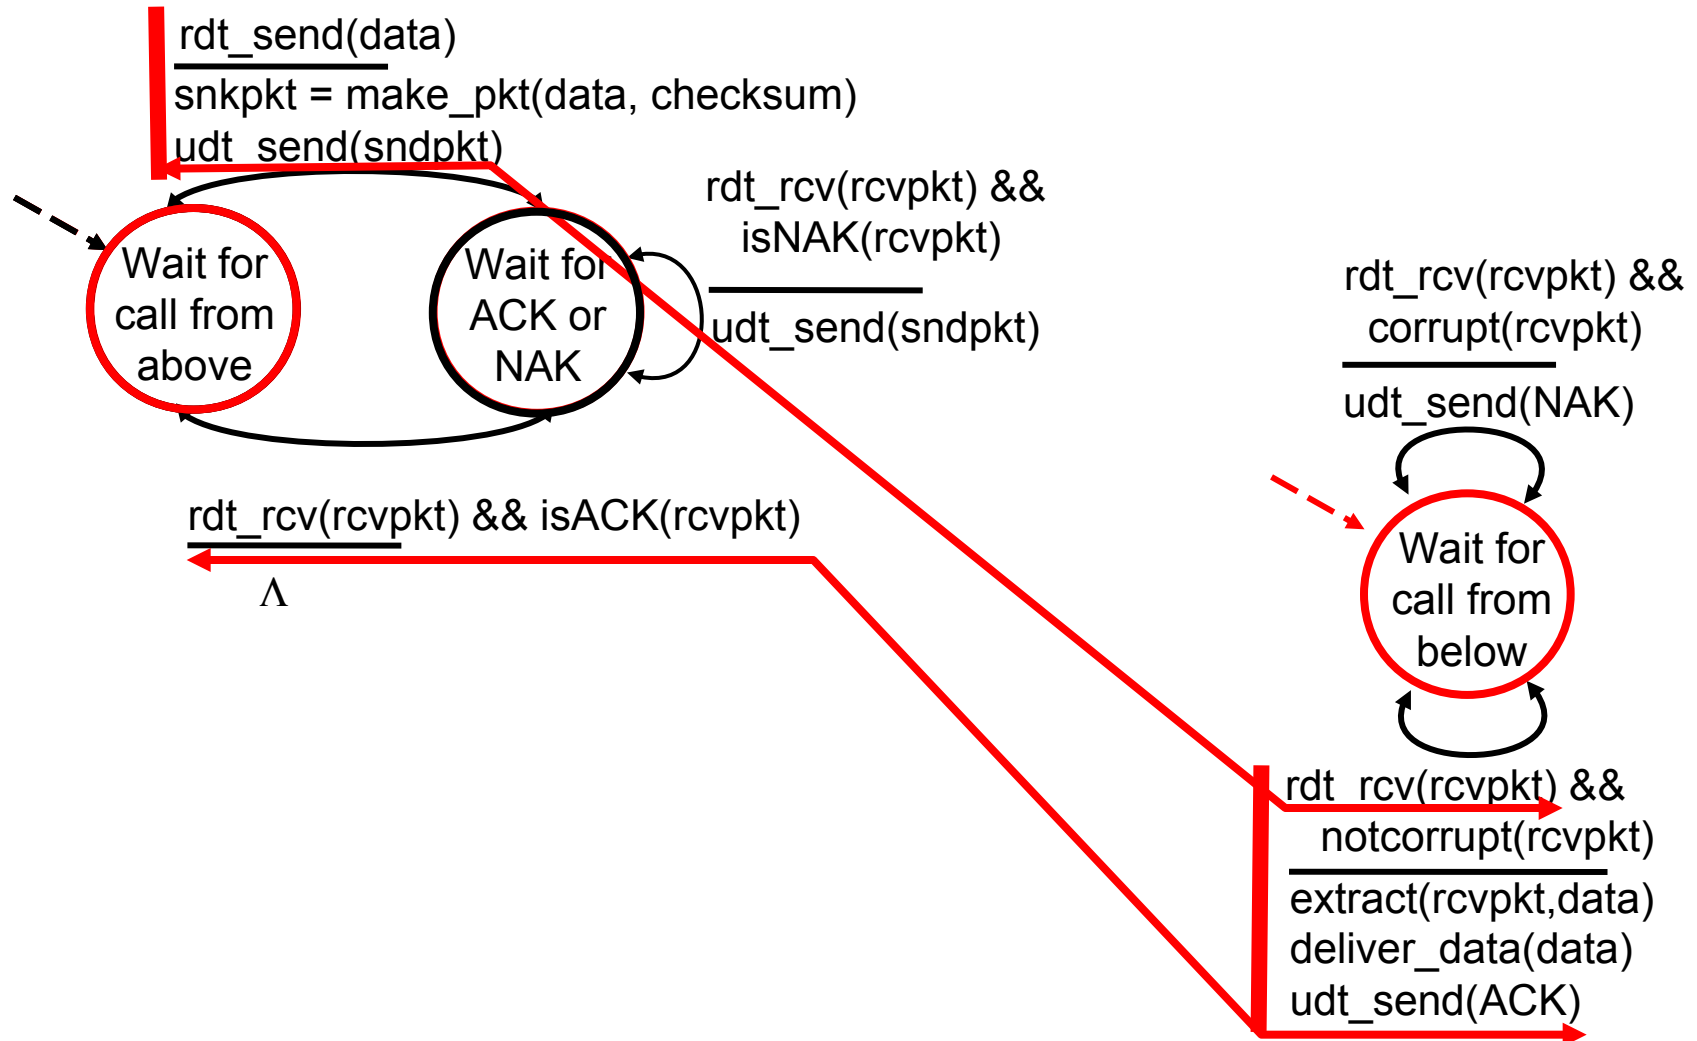 rdt_send(data)
snkpkt = make_pkt(data, checksum)
udt_send(sndpkt)
rdt_rcv(rcvpkt) &&
isNAK(rcvpkt)
udt_send(sndpkt)
Wait for
call from
above
Wait for
ACK or
NAK
rdt_rcv(rcvpkt) && isACK(rcvpkt)
Λ
rdt_rcv(rcvpkt) &&
corrupt(rcvpkt)
udt_send(NAK)
Wait for
call from
below
rdt_rcv(rcvpkt) &&
notcorrupt(rcvpkt)
extract(rcvpkt,data)
deliver_data(data)
udt_send(ACK)